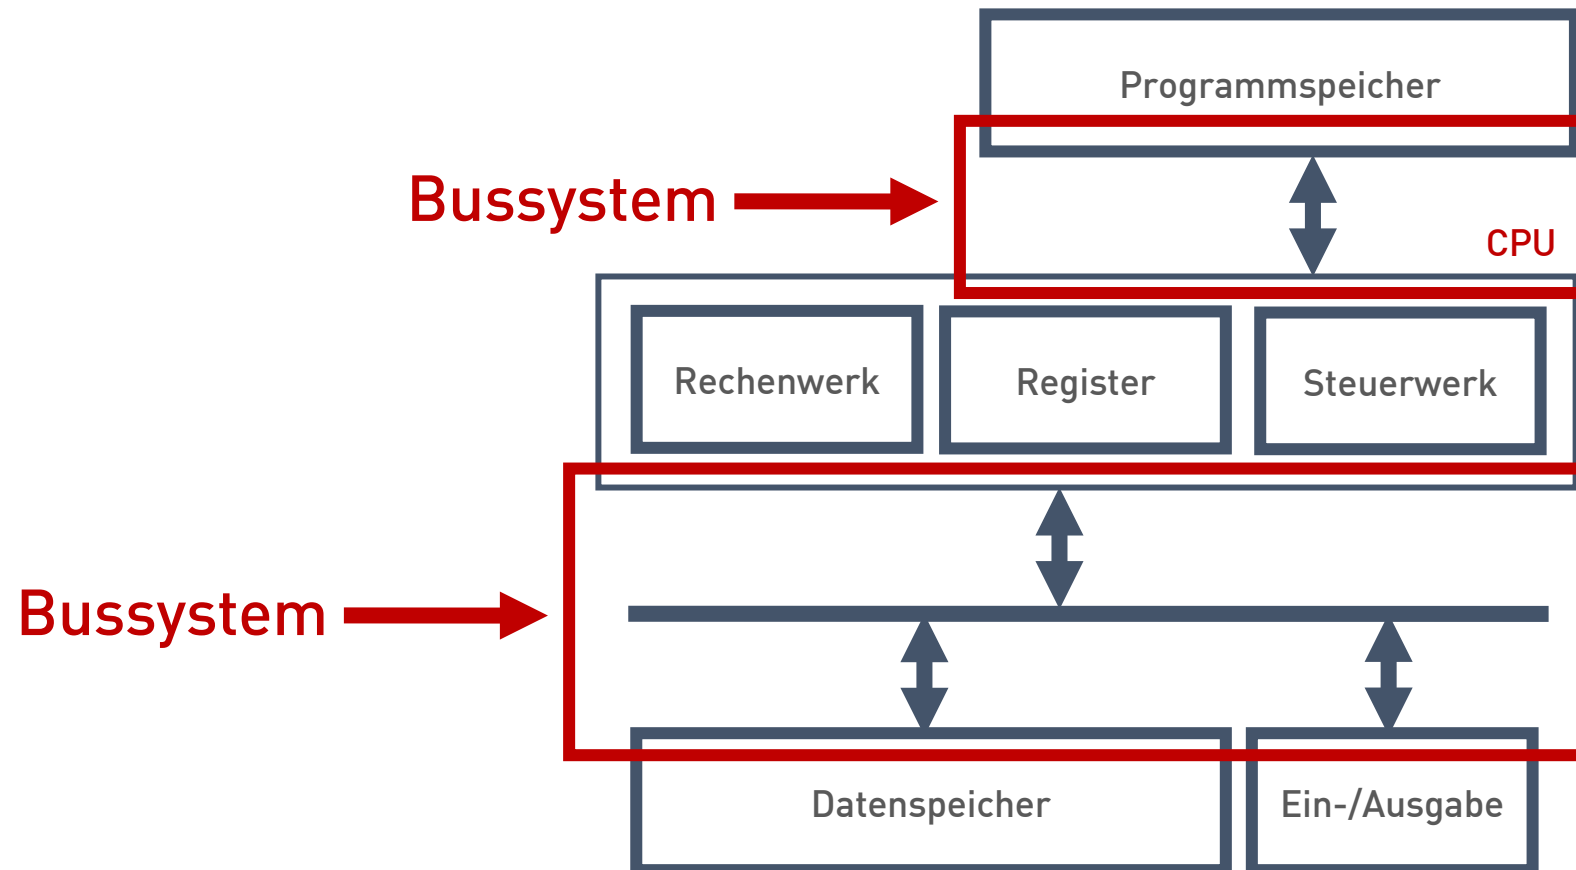 Programmspeicher
Bussystem
CPU
Rechenwerk
Register
Steuerwerk
Bussystem
Datenspeicher
Ein-/Ausgabe